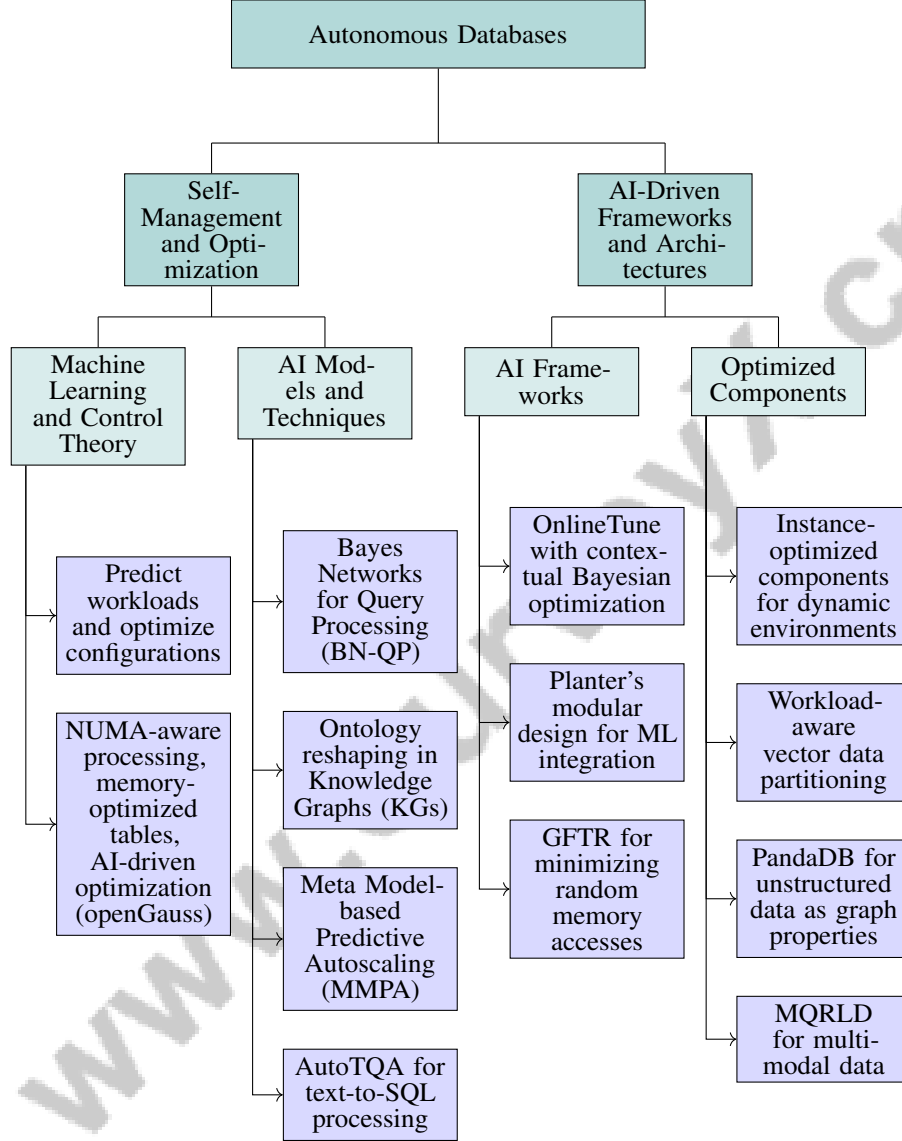 Autonomous Databases
Self-
Management
and Opti-
mization
AI-Driven
Frameworks
and Archi-
tectures
Machine
Learning
and Control
Theory
AI Mod-
els and
Techniques
AI Frame-
works
Optimized
Components
Predict
workloads
and optimize
configurations
NUMA-aware
processing,
memory-
optimized
tables,
AI-driven
optimization
(openGauss)
Bayes
Networks
for Query
Processing
(BN-QP)
Ontology
reshaping in
Knowledge
Graphs (KGs)
Meta Model-
based
Predictive
Autoscaling
(MMPA)
AutoTQA for
text-to-SQL
processing
OnlineTune
with contex-
tual Bayesian
optimization
Planter's
modular
design for ML
integration
GFTR for
minimizing
random
memory
accesses
Instance-
optimized
components
for dynamic
environments
Workload-
aware
vector data
partitioning
PandaDB for
unstructured
data as graph
properties
MQRLD
for multi-
modal data